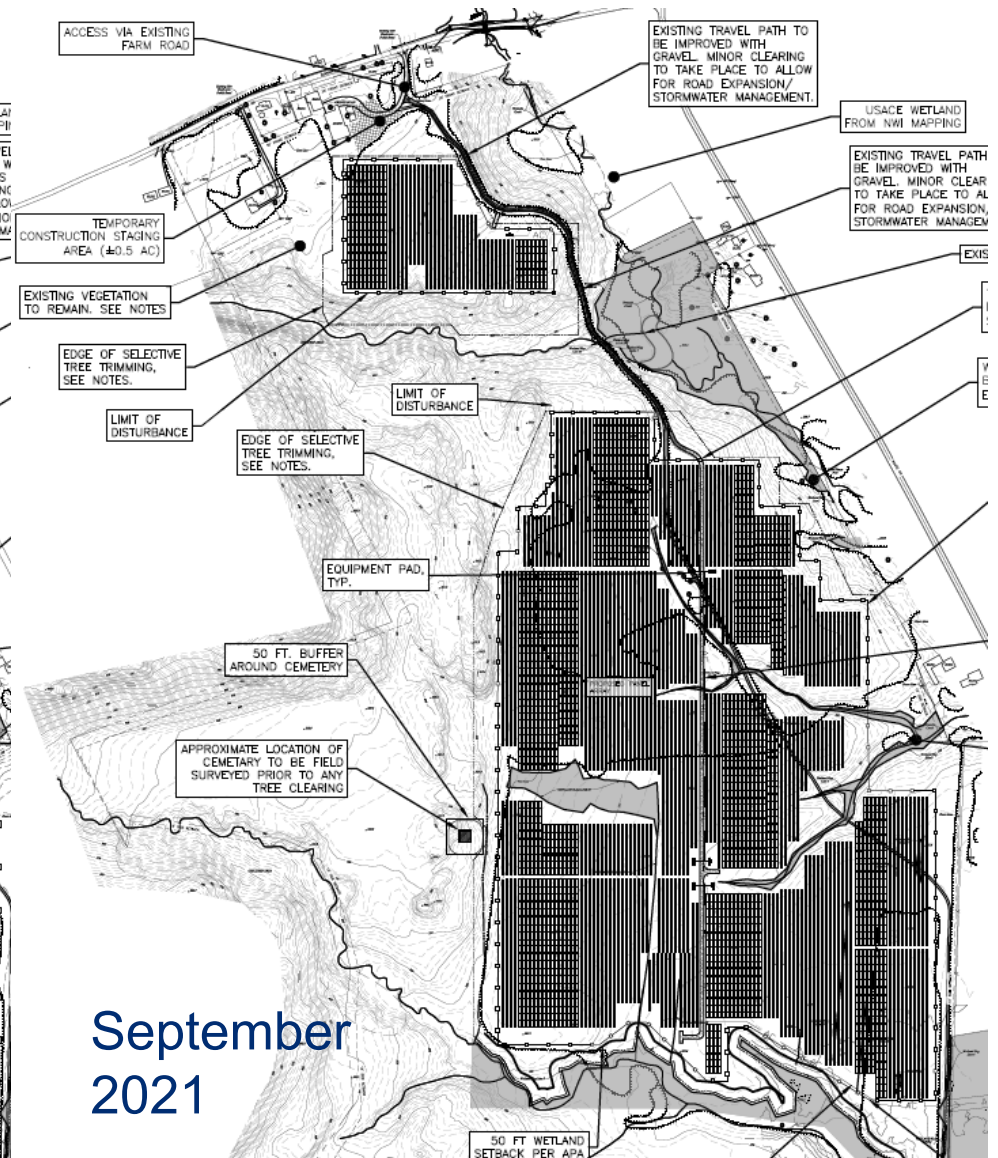 ACCESS VIA EXISTING
FARM ROAD
EXISTING TRAVEL PATH TO
BE IMPROVED WITH
GRAVEL. MINOR CLEARING
TO TAKE PLACE TO ALLOW
FOR ROAD EXPANSION/
STORMWATER MANAGEMENT.
USACE WETLAND
FROM NWI MAPPING
EXISTING TRAVEL PATH
BE IMPROVED WITH
GRAVEL. MINOR CLEAR
TO TAKE PLACE TO AL
FOR ROAD EXPANSION,
STORMWATER MANAGEM
TEMPORARY
CONSTRUCTION STAGING
AREA (±0.5 AC)
EXIS
EXISTING VEGETATION
TO REMAIN. SEE NOTES
EDGE OF SELECTIVE
TREE TRIMMING,
SEE NOTES.
LIMIT OF
DISTURBANCE
LIMIT OF
DISTURBANCE
EDGE OF SELECTIVE
TREE TRIMMING,
SEE NOTES.
EQUIPMENT PAD,
TYP.
50 FT. BUFFER
AROUND CEMETERY
APPROXIMATE LOCATION OF
CEMETARY TO BE FIELD
SURVEYED PRIOR TO ANY
TREE CLEARING
September
2021
50 FT WETLAND
SETBACK PER APA